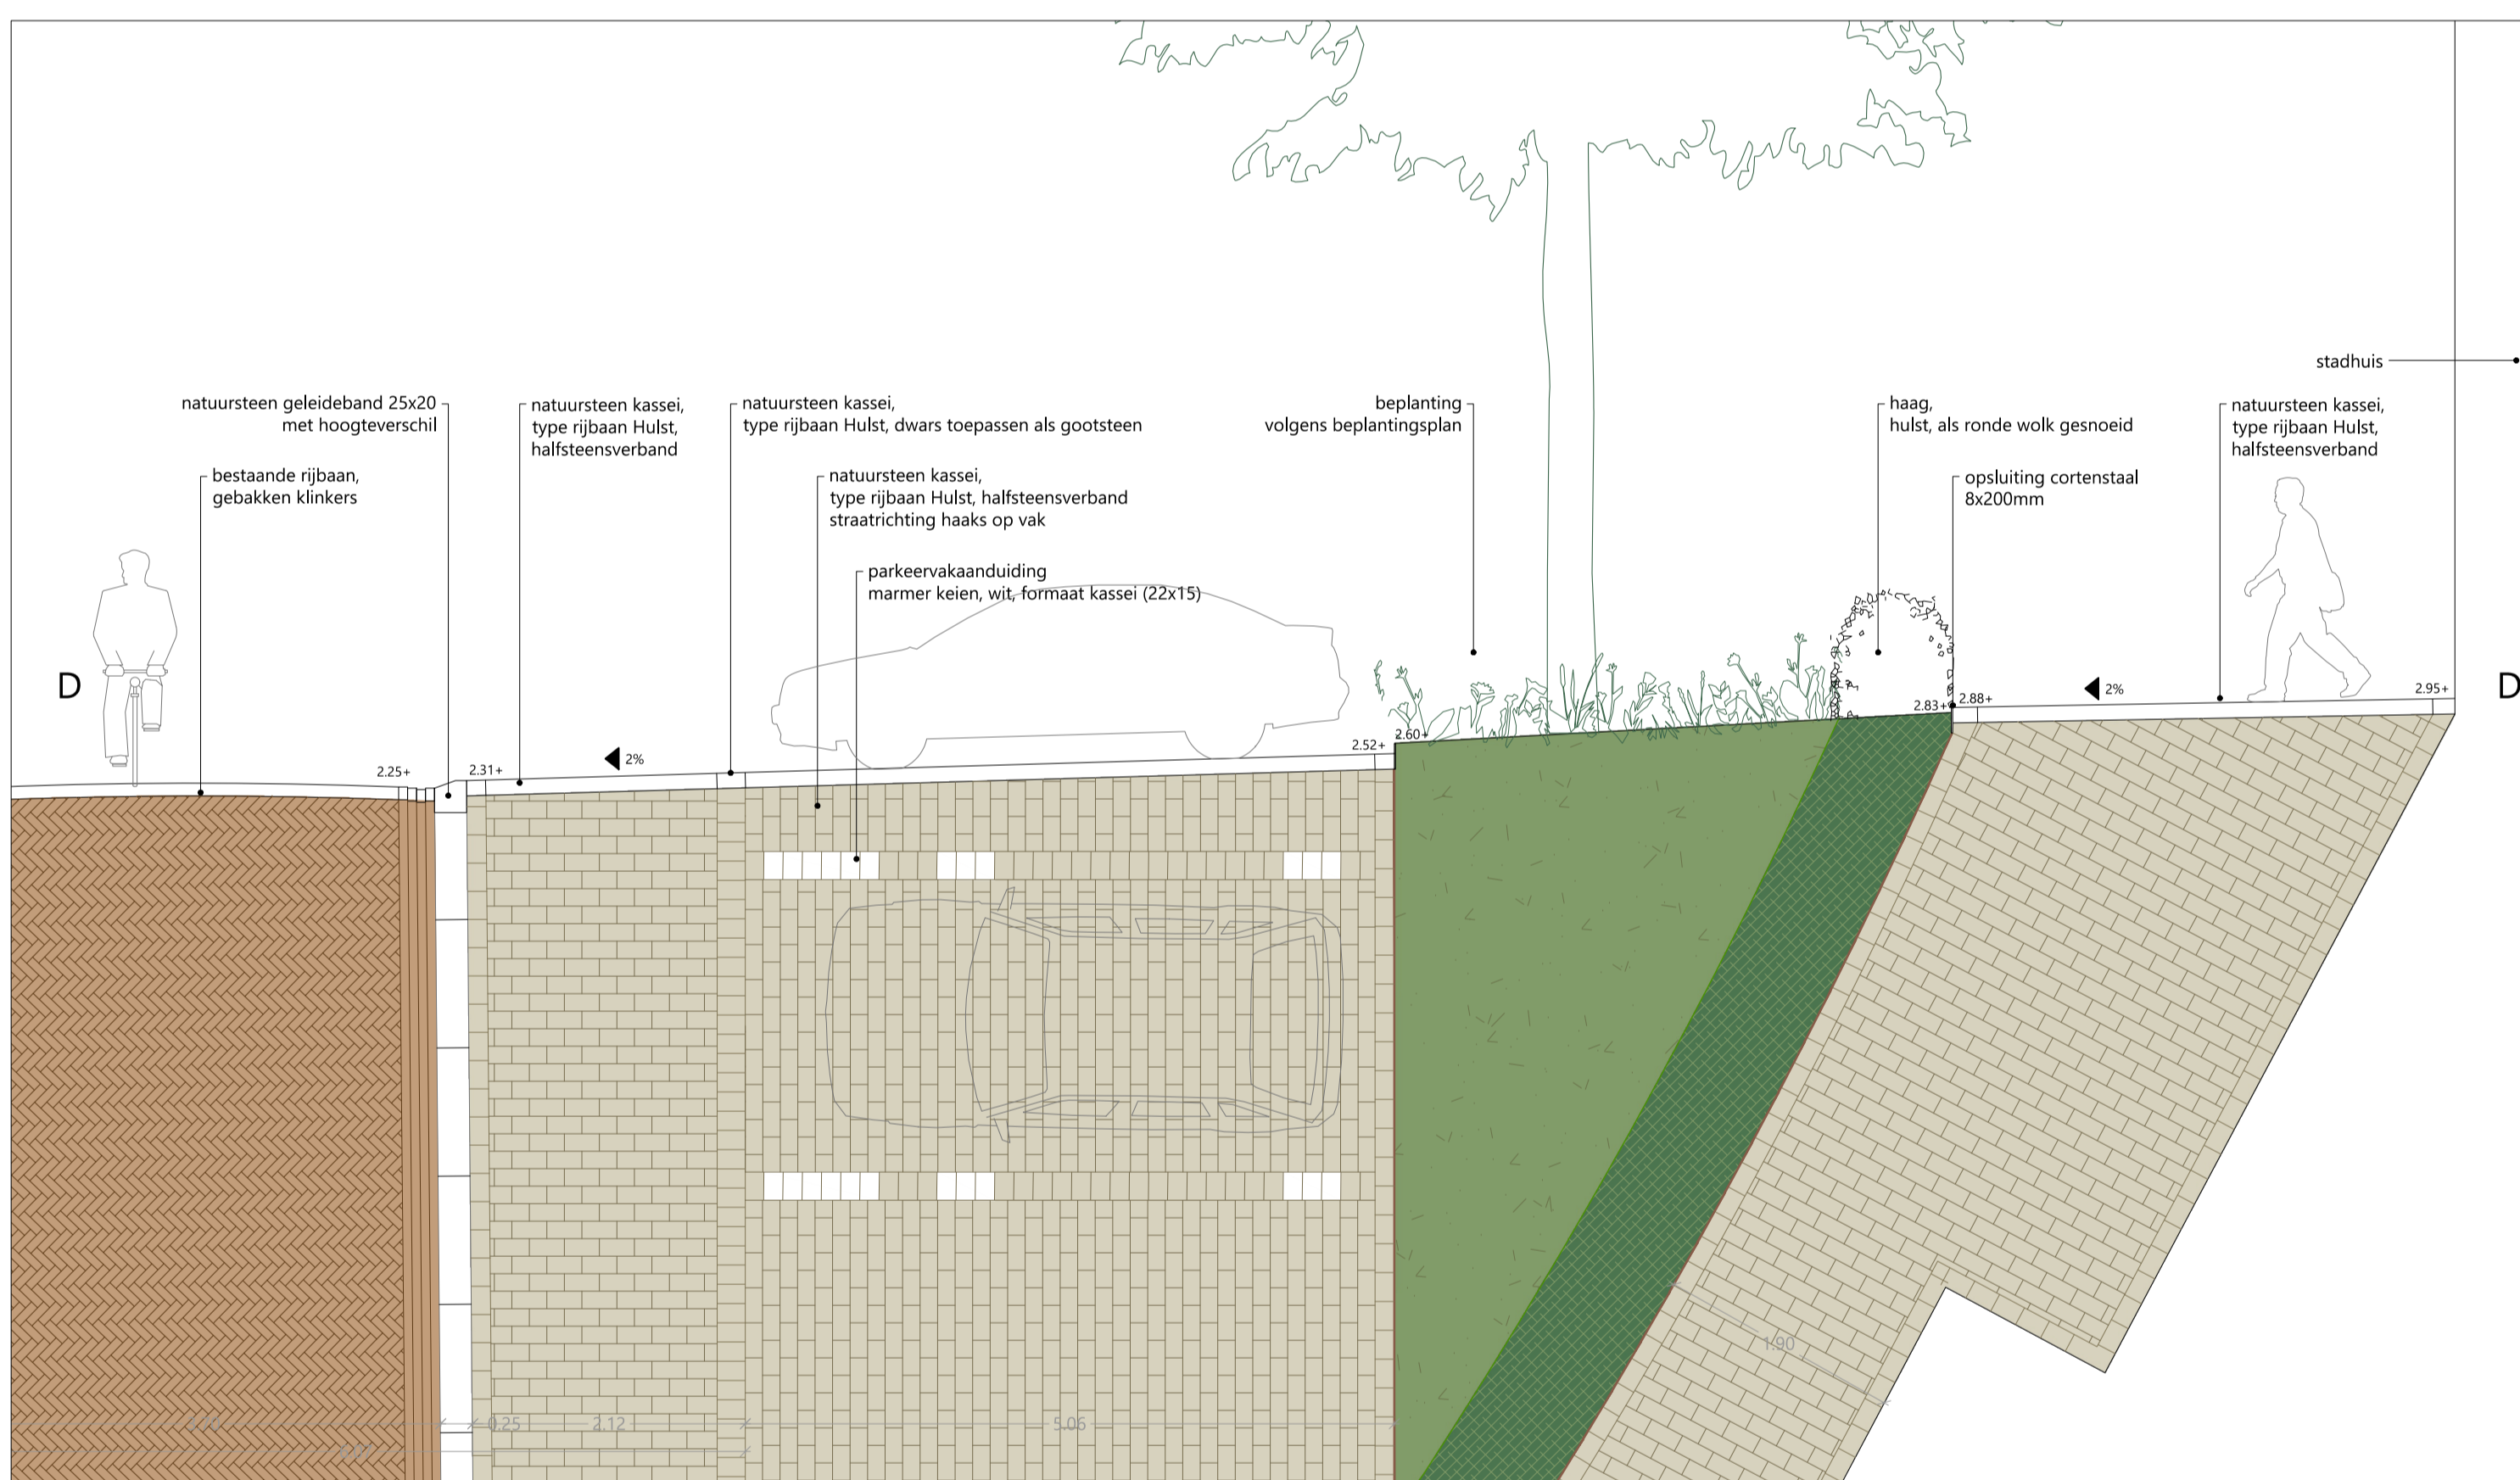 stadhuis
natuursteen geleideband 25x20
met hoogteverschil
natuursteen kassei,
type rijbaan Hulst,
halfsteensverband
natuursteen kassei,
type rijbaan Hulst, dwars toepassen als gootsteen
beplanting
volgens beplantingsplan
haag,
hulst, als ronde wolk gesnoeid
natuursteen kassei,
type rijbaan Hulst,
halfsteensverband
bestaande rijbaan,
gebakken klinkers
natuursteen kassei,
type rijbaan Hulst, halfsteensverband
straatrichting haaks op vak
opsluiting cortenstaal
8x200mm
parkeervakaanduiding
marmer keien, wit, formaat kassei (22x15)
D
D
2.25+
2.31+
2%
2.52+
2.60+
2.83+
2.88+
2%
2.95+
1.90
0.25
2.12
5.06